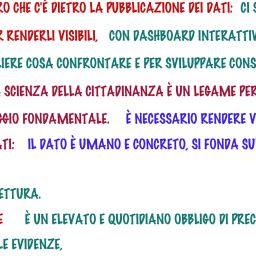 RO CHE C'È DIETRO LA PUBBLICAZIONE DEI DATI: CI S
R RENDERLI VISIBILI, CON DASHBOARD INTERATTIV
LIERE COSA CONFRONTARE E PER SVILUPPARE CONS
SCIENZA DELLA CITTADINANZA È UN LEGAME PER
GGIO FONDAMENTALE. È NECESSARIO RENDERE V
TI: IL DATO È UMANO E CONCRETO, SI FONDA SU
ETTURA.
E È UN ELEVATO E QUOTIDIANO OBBLIGO DI PREC
LE EVIDENZE,